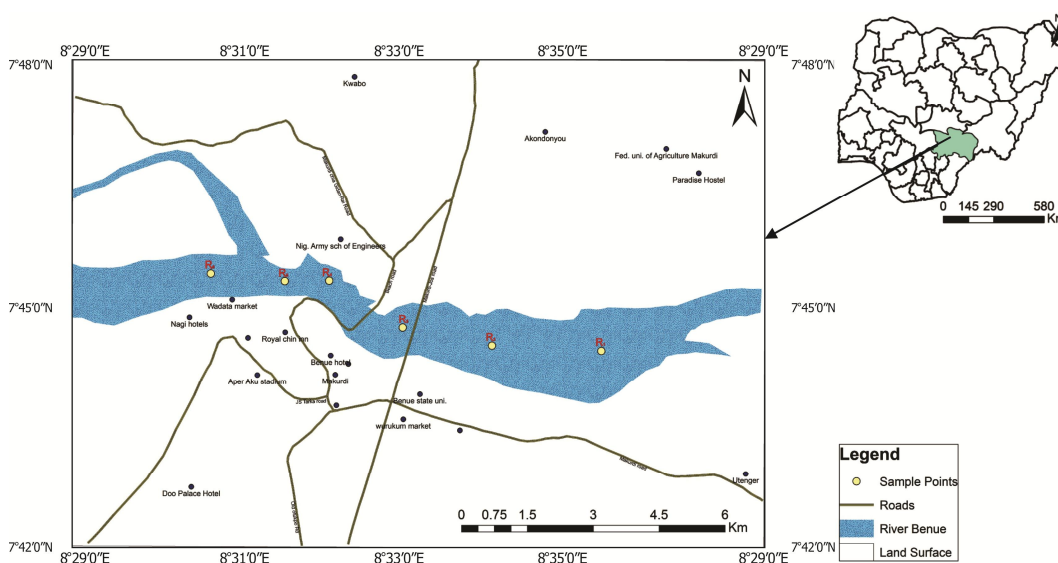 8°29'0"E 8°31'0"E 8°33'0"E 8°35'0"E 8°29'0"E
7°48'0"N 7°48'0"N
N
Kwabo
Akondonyou
Fed. uni. of Agriculture Makurdi
Paradise Hostel
Nig. Army sch of Engineers
Wadata market
7°45'0"N 7°45'0"N
Nagi hotels
Royal chin inn
Benue hotel
Aper Aku stadium
Makurdi
Benue state uni.
wurukum market
Utenger
Doo Palace Hotel
0 0.75 1.5 3 4.5 6
Km
7°42'0"N 7°42'0"N
8°29'0"E 8°31'0"E 8°33'0"E 8°35'0"E 8°29'0"E
0 145 290 580
Legend
Sample Points
Roads
River Benue
Land Surface